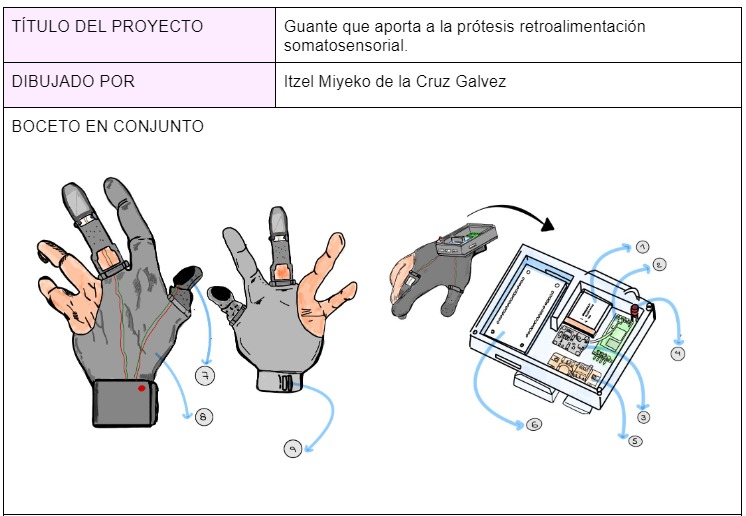 TÍTULO DEL PROYECTO
Guante que aporta a la prótesis retroalimentación
somatosensorial.
DIBUJADO POR
Itzel Miyeko de la Cruz Galvez
BOCETO EN CONJUNTO
1
2
4
7
3
8
6
5
9